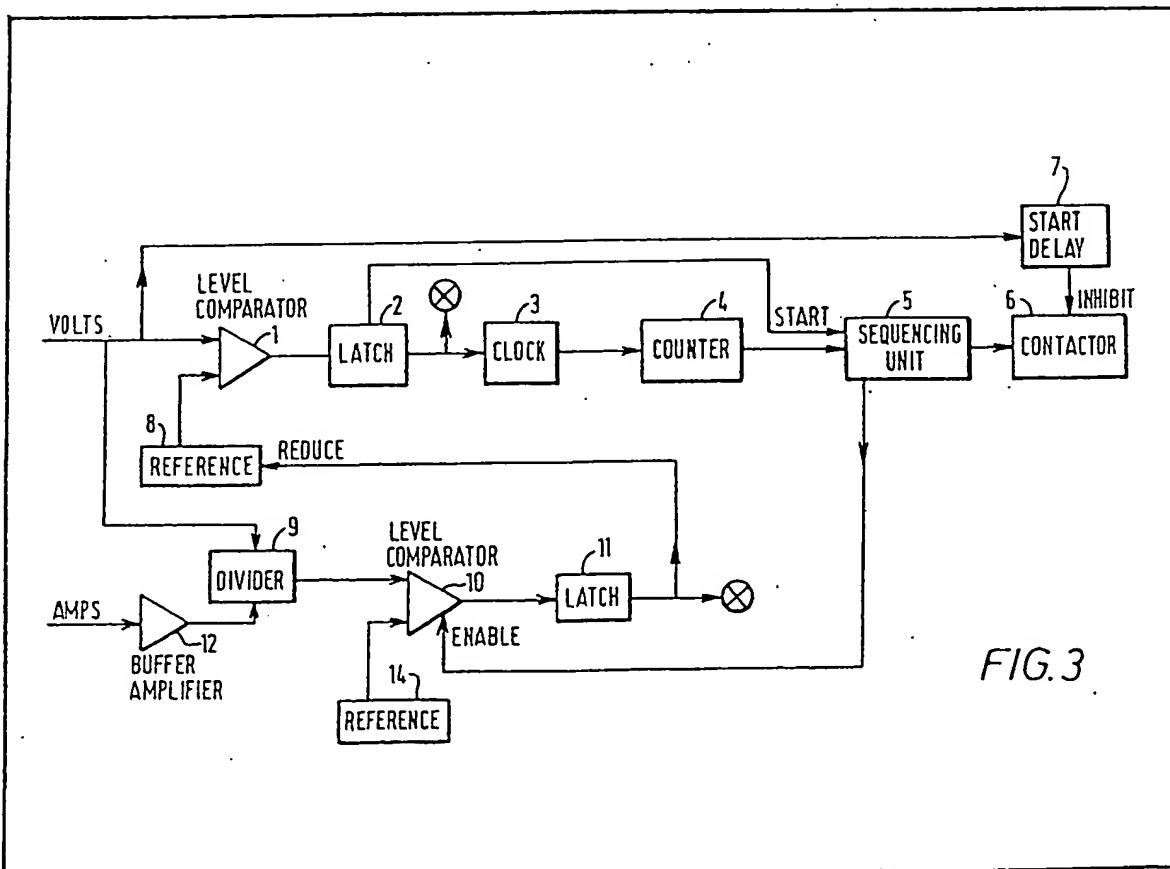 7
START
DELAY
LEVEL
COMPARATOR
VOLTS
1
2
LATCH
3
CLOCK
4
COUNTER
START
5
SEQUENCING
UNIT
INHIBIT
6
CONTACTOR
8
REFERENCE
REDUCE
9
DIVIDER
LEVEL
COMPARATOR
10
ENABLE
11
LATCH
AMPS
12
BUFFER
AMPLIFIER
14
REFERENCE
FIG.3